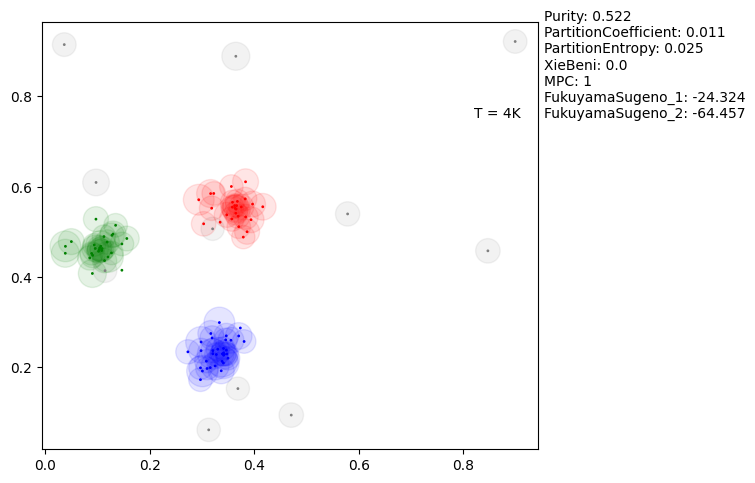 Purity: 0.522
PartitionCoefficient: 0.011
PartitionEntropy: 0.025
XieBeni: 0.0
MPC: 1
FukuyamaSugeno_1: -24.324
FukuyamaSugeno_2: -64.457
T = 4K
0.8
0.6
0.4
0.2
0.0 0.2 0.4 0.6 0.8